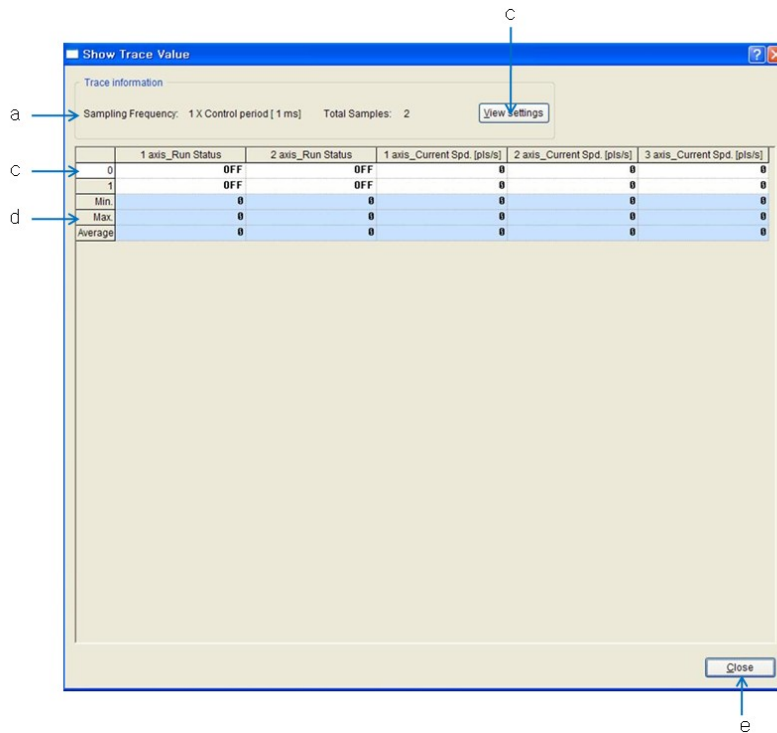 c
Show Trace Value
Trace information
a
Sampling Frequency: 1 X Control period [ 1 ms] Total Samples: 2 View settings
1 axis_Run Status 2 axis_Run Status 1 axis_Current Spd. [pls/s] 2 axis_Current Spd. [pls/s] 3 axis_Current Spd. [pls/s]
c
0 OFF OFF 0 0 0
1 OFF OFF 0 0 0
Min. 0 0 0 0 0
d
Max. 0 0 0 0 0
Average 0 0 0 0 0
Close
e